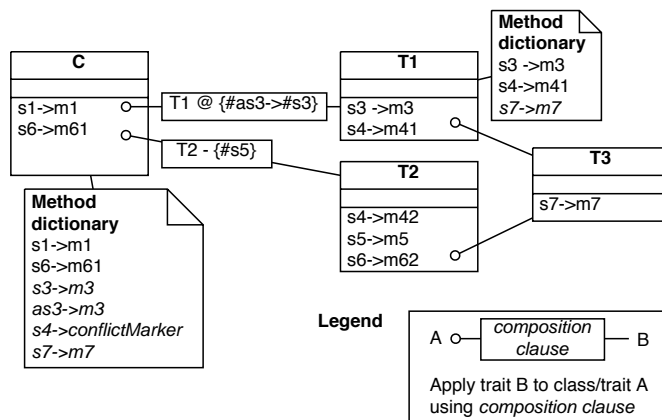 C
s1->m1
s6->m61
T1 @ {#as3->#s3}
T2 - {#s5}
T1
s3 ->m3
s4->m41
Method
dictionary
s3 ->m3
s4->m41
s7->m7
T2
s4->m42
s5->m5
s6->m62
T3
s7->m7
Method
dictionary
s1->m1
s6->m61
s3->m3
as3->m3
s4->conflictMarker
s7->m7
Legend
A
composition
clause
B
Apply trait B to class/trait A
using composition clause